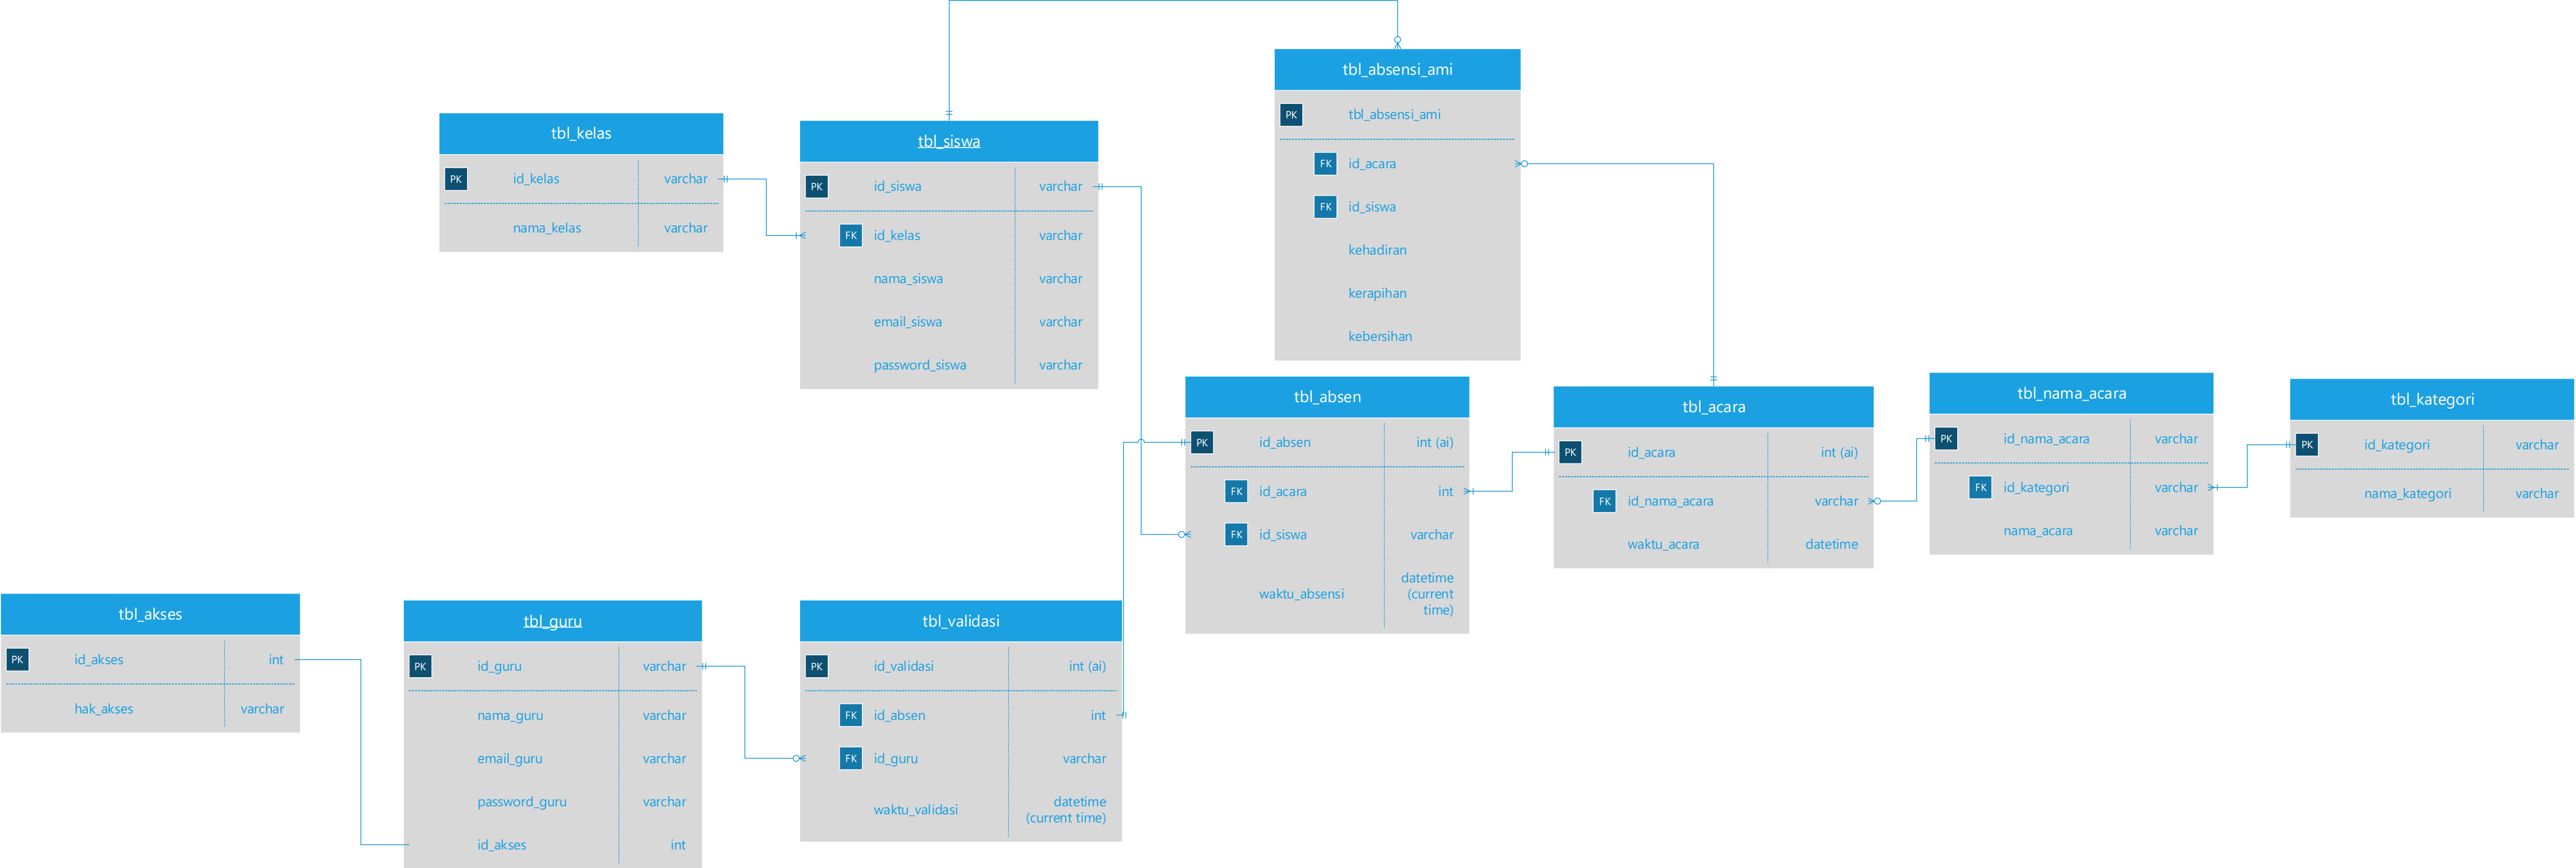 tbl_absensi_ami
PK tbl_absensi_ami
FK id_acara
FK id_siswa
kehadiran
kerapihan
kebersihan
tbl_kelas
PK id_kelas varchar
nama_kelas varchar
tbl_siswa
PK id_siswa varchar
FK id_kelas varchar
nama_siswa varchar
email_siswa varchar
password_siswa varchar
tbl_absen
PK id_absen int (ai)
FK id_acara int
FK id_siswa varchar
waktu_absensi datetime
(current
time)
tbl_acara
PK id_acara int (ai)
FK id_nama_acara varchar
waktu_acara datetime
tbl_nama_acara
PK id_nama_acara varchar
FK id_kategori varchar
nama_acara varchar
tbl_kategori
PK id_kategori varchar
nama_kategori varchar
tbl_akses
PK id_akses int
hak_akses varchar
tbl_guru
PK id_guru varchar
nama_guru varchar
email_guru varchar
password_guru varchar
id_akses int
tbl_validasi
PK id_validasi int (ai)
FK id_absen int
FK id_guru varchar
waktu_validasi datetime
(current time)